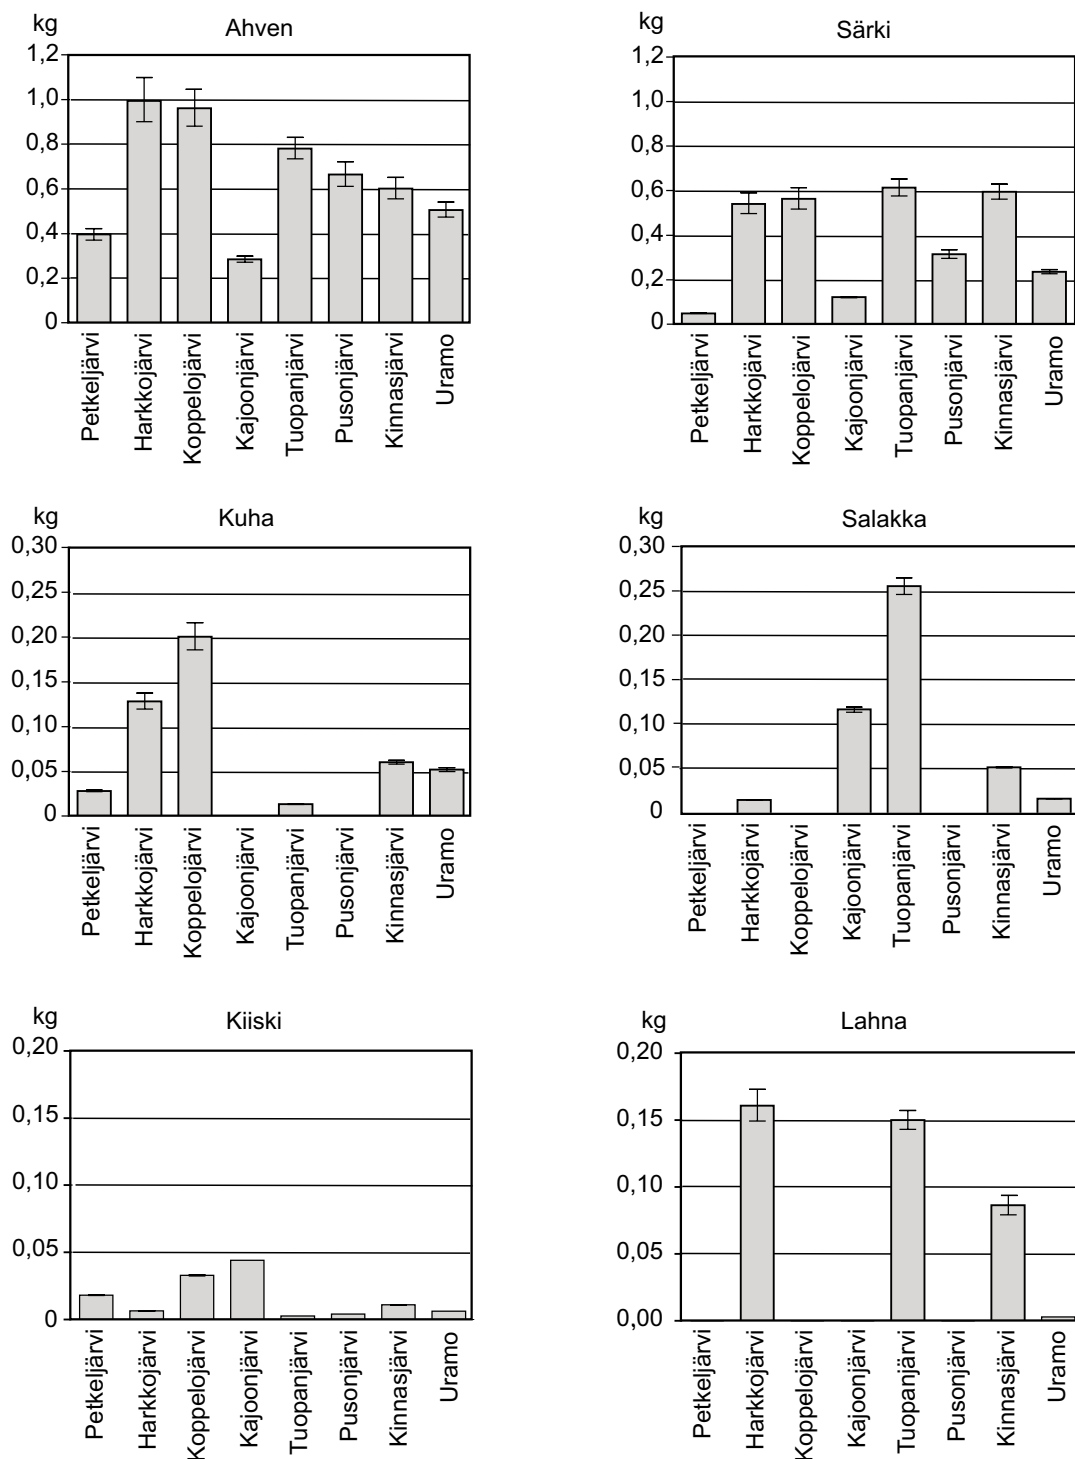 kg
Ahven
1,2
1,0
0,8
0,6
0,4
0,2
0
Petkeljärvi
Harkkojärvi
Koppelojärvi
Kajoonjärvi
Tuopanjärvi
Pusonjärvi
Kinnasjärvi
Uramo
kg
Särki
1,2
1,0
0,8
0,6
0,4
0,2
0
Petkeljärvi
Harkkojärvi
Koppelojärvi
Kajoonjärvi
Tuopanjärvi
Pusonjärvi
Kinnasjärvi
Uramo
kg
Kuha
0,30
0,25
0,20
0,15
0,10
0,05
0
Petkeljärvi
Harkkojärvi
Koppelojärvi
Kajoonjärvi
Tuopanjärvi
Pusonjärvi
Kinnasjärvi
Uramo
kg
Salakka
0,30
0,25
0,20
0,15
0,10
0,05
0
Petkeljärvi
Harkkojärvi
Koppelojärvi
Kajoonjärvi
Tuopanjärvi
Pusonjärvi
Kinnasjärvi
Uramo
kg
Kiiski
0,20
0,15
0,10
0,05
0
Petkeljärvi
Harkkojärvi
Koppelojärvi
Kajoonjärvi
Tuopanjärvi
Pusonjärvi
Kinnasjärvi
Uramo
kg
Lahna
0,20
0,15
0,10
0,05
0,00
Petkeljärvi
Harkkojärvi
Koppelojärvi
Kajoonjärvi
Tuopanjärvi
Pusonjärvi
Kinnasjärvi
Uramo